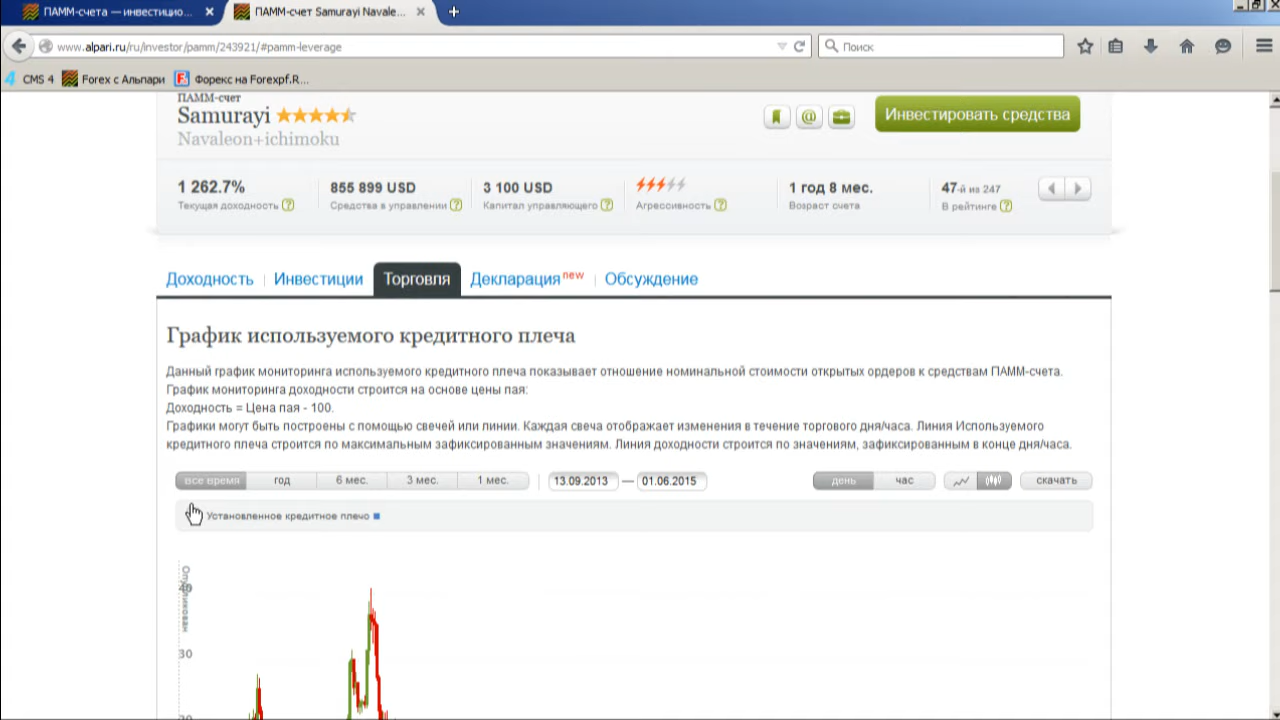 ПАММ-счета — инвестицио...
ПАММ-счет Samurayi Navale...
www.alpari.ru/ru/investor/pamm/243921/#pamm-leverage
Поиск
CMS 4
Forex с Альпари
Форекс на Forexpf.R...
ПАММ-счет
Samurayi
Navaleon+ichimoku
Инвестировать средства
1 262.7%
855 899 USD
3 100 USD
1 год 8 мес.
47-й из 247
Текущая доходность
Средства в управлении
Капитал управляющего
Агрессивность
Возраст счета
В рейтинге
Доходность
Инвестиции
Торговля
Декларация new
Обсуждение
График используемого кредитного плеча
Данный график мониторинга используемого кредитного плеча показывает отношение номинальной стоимости открытых ордеров к средствам ПАММ-счета.
График мониторинга доходности строится на основе цены пая:
Доходность = Цена пая - 100.
Графики могут быть построены с помощью свечей или линии. Каждая свеча отображает изменения в течение торгового дня/часа. Линия Используемого
кредитного плеча строится по максимальным зафиксированным значениям. Линия доходности строится по значениям, зафиксированным в конце дня/часа.
все время
год
6 мес.
3 мес.
1 мес.
13.09.2013 — 01.06.2015
день
час
скачать
Установленное кредитное плечо
Опубликован
40
30
20